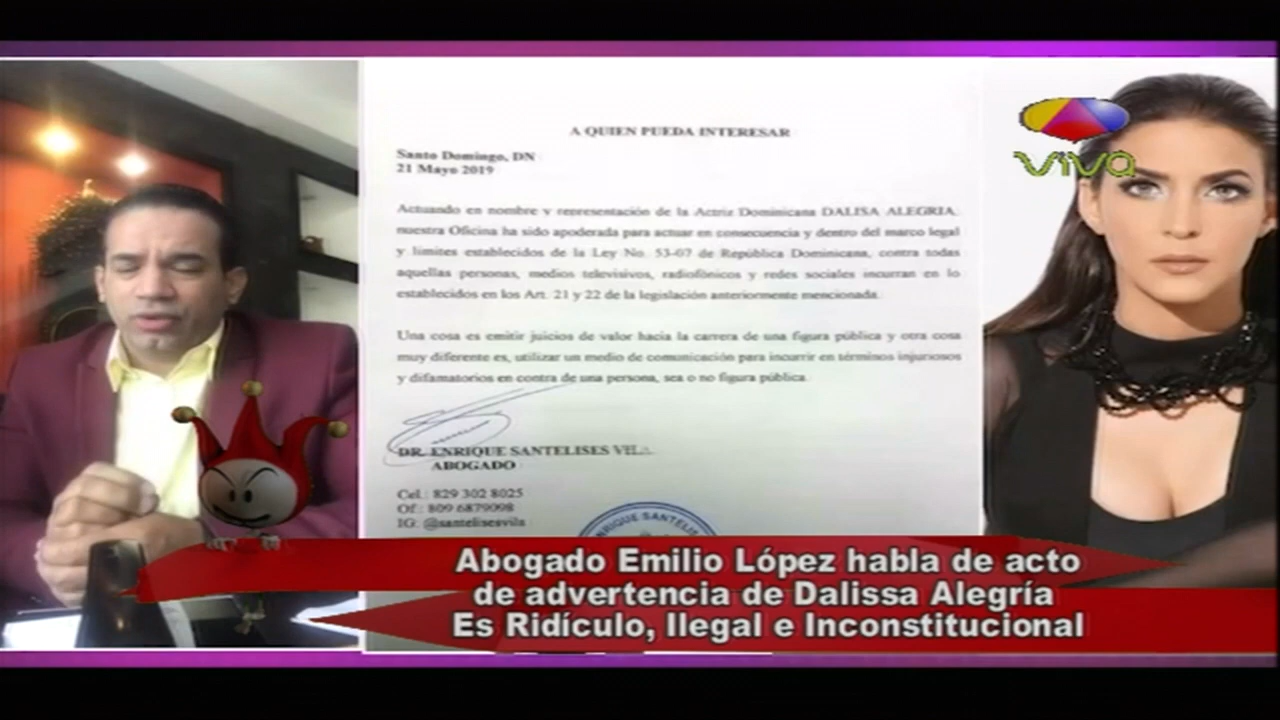 viva
A QUIEN PUEDA INTERESAR
Santo Domingo, DN
21 Mayo 2019
Actuando en nombre y representación de la Actriz Dominicana DALISA ALEGRIA,
nuestra Oficina ha sido apoderada para actuar en consecuencia y dentro del marco legal
y limites establecidos de la Ley No. 53-07 de República Dominicana, contra todas
aquellas personas, medios televisivos, radiofónicos y redes sociales incurran en lo
establecidos en los Art. 21 y 22 de la legislación anteriormente mencionada.
Una cosa es emitir juicios de valor hacia la carrera de una figura pública y otra cosa
muy diferente es, utilizar un medio de comunicación para incurrir en términos injuriosos
y difamatorios en contra de una persona, sea o no figura pública.
DR. ENRIQUE SANTELISES VILA
ABOGADO
Cel.: 829 302 8025
Of.: 809 6879098
IG: @santelisesvila
ENRIQUE SANTELISES
Abogado Emilio López habla de acto
de advertencia de Dalissa Alegría
Es Ridículo, Ilegal e Inconstitucional